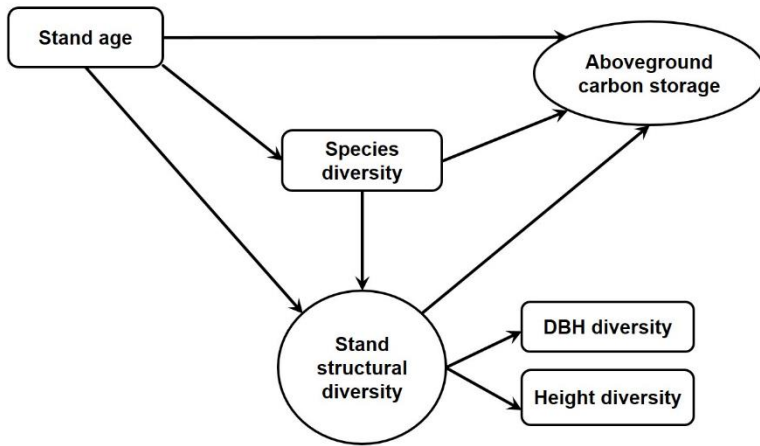 Stand age
Aboveground
carbon storage
Species
diversity
Stand
structural
diversity
DBH diversity
Height diversity